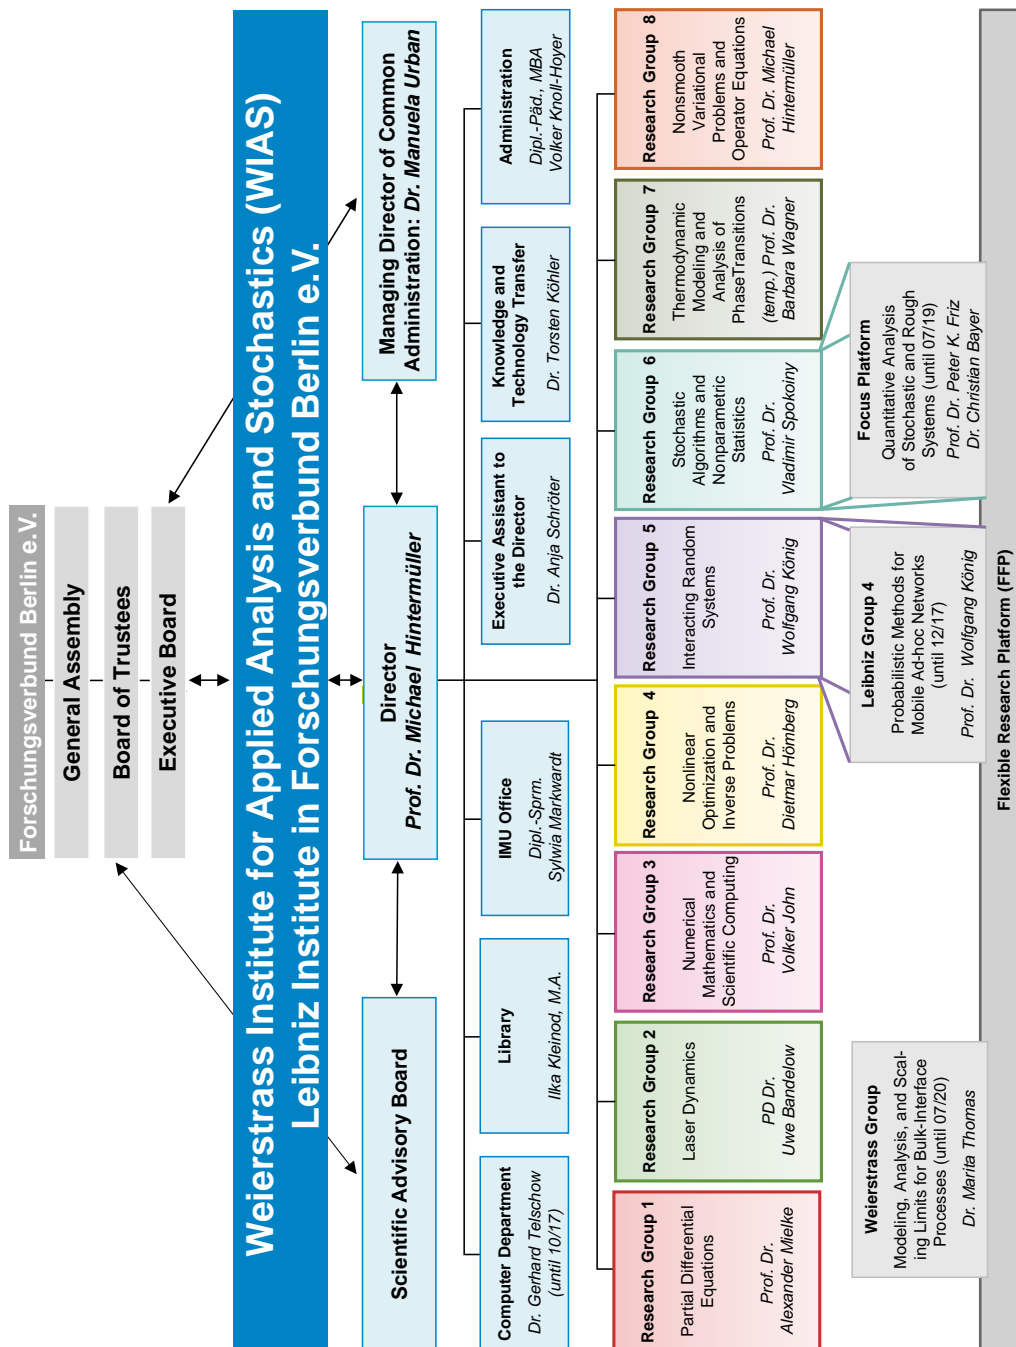 Forschungsverbund Berlin e.V.
General Assembly
Board of Trustees
Executive Board
Weierstrass Institute for Applied Analysis and Stochastics (WIAS)
Leibniz Institute in Forschungsverbund Berlin e.V.
Scientific Advisory Board
Director
Prof. Dr. Michael Hintermüller
Managing Director of Common
Administration: Dr. Manuela Urban
Computer Department
Dr. Gerhard Telschow
(until 10/17)
Library
Ilka Kleinod, M.A.
IMU Office
Dipl.-Sprm.
Sylwia Markwardt
Executive Assistant to
the Director
Dr. Anja Schröter
Knowledge and
Technology Transfer
Dr. Torsten Köhler
Administration
Dipl.-Päd., MBA
Volker Knoll-Hoyer
Research Group 1
Partial Differential
Equations
Prof. Dr.
Alexander Mielke
Research Group 2
Laser Dynamics
PD Dr.
Uwe Bandelow
Research Group 3
Numerical
Mathematics and
Scientific Computing
Prof. Dr.
Volker John
Research Group 4
Nonlinear
Optimization and
Inverse Problems
Prof. Dr.
Dietmar Hömberg
Research Group 5
Interacting Random
Systems
Prof. Dr.
Wolfgang König
Research Group 6
Stochastic
Algorithms and
Nonparametric
Statistics
Prof. Dr.
Vladimir Spokoiny
Research Group 7
Thermodynamic
Modeling and
Analysis of
PhaseTransitions
(temp.) Prof. Dr.
Barbara Wagner
Research Group 8
Nonsmooth
Variational
Problems and
Operator Equations
Prof. Dr. Michael
Hintermüller
Weierstrass Group
Modeling, Analysis, and Scal-
ing Limits for Bulk-Interface
Processes (until 07/20)
Dr. Marita Thomas
Leibniz Group 4
Probabilistic Methods for
Mobile Ad-hoc Networks
(until 12/17)
Prof. Dr. Wolfgang König
Focus Platform
Quantitative Analysis
of Stochastic and Rough
Systems (until 07/19)
Prof. Dr. Peter K. Friz
Dr. Christian Bayer
Flexible Research Platform (FFP)